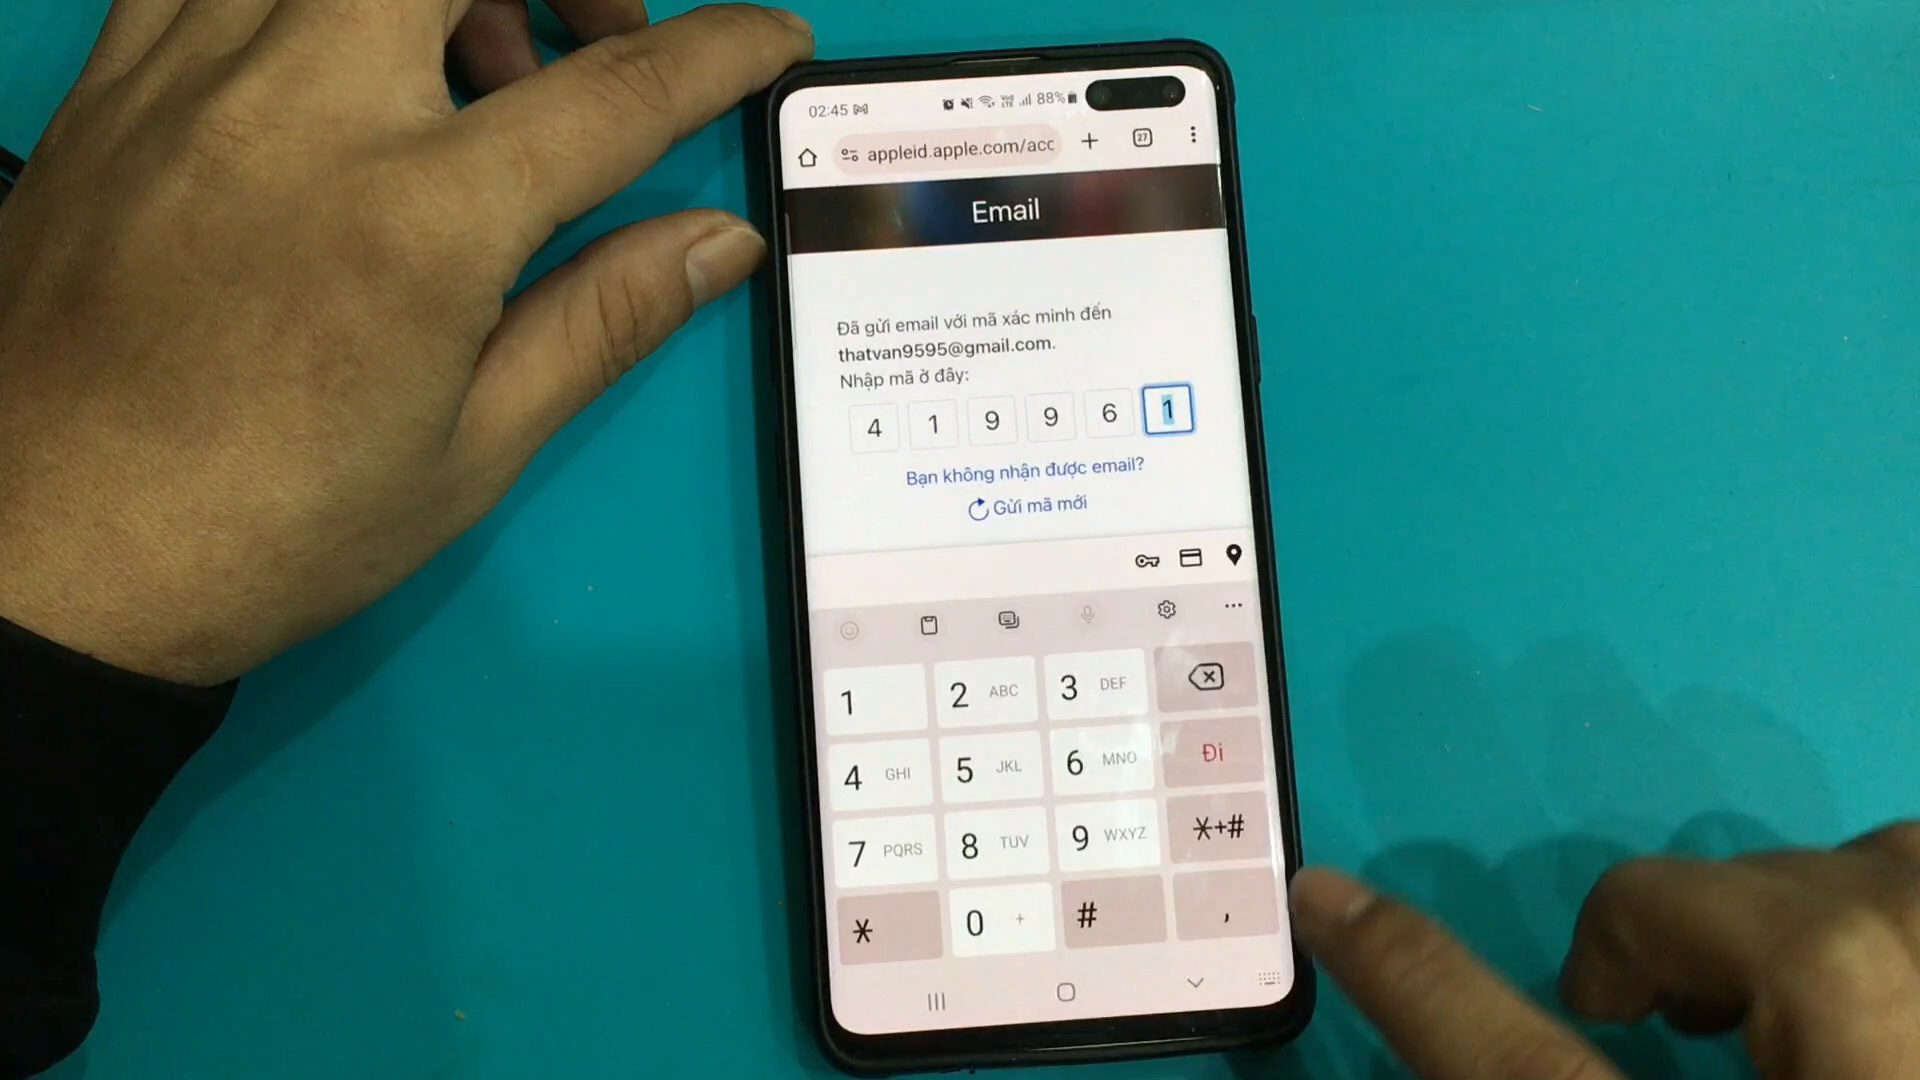 02:45 88%
appleid.apple.com/acc 27
Email
Đã gửi email với mã xác minh đến
thatvan9595@gmail.com.
Nhập mã ở đây:
4 1 9 9 6 1
Bạn không nhận được email?
Gửi mã mới
1 2 ABC 3 DEF
4 GHI 5 JKL 6 MNO Đi
7 PQRS 8 TUV 9 WXYZ *+#
* 0 + # ,